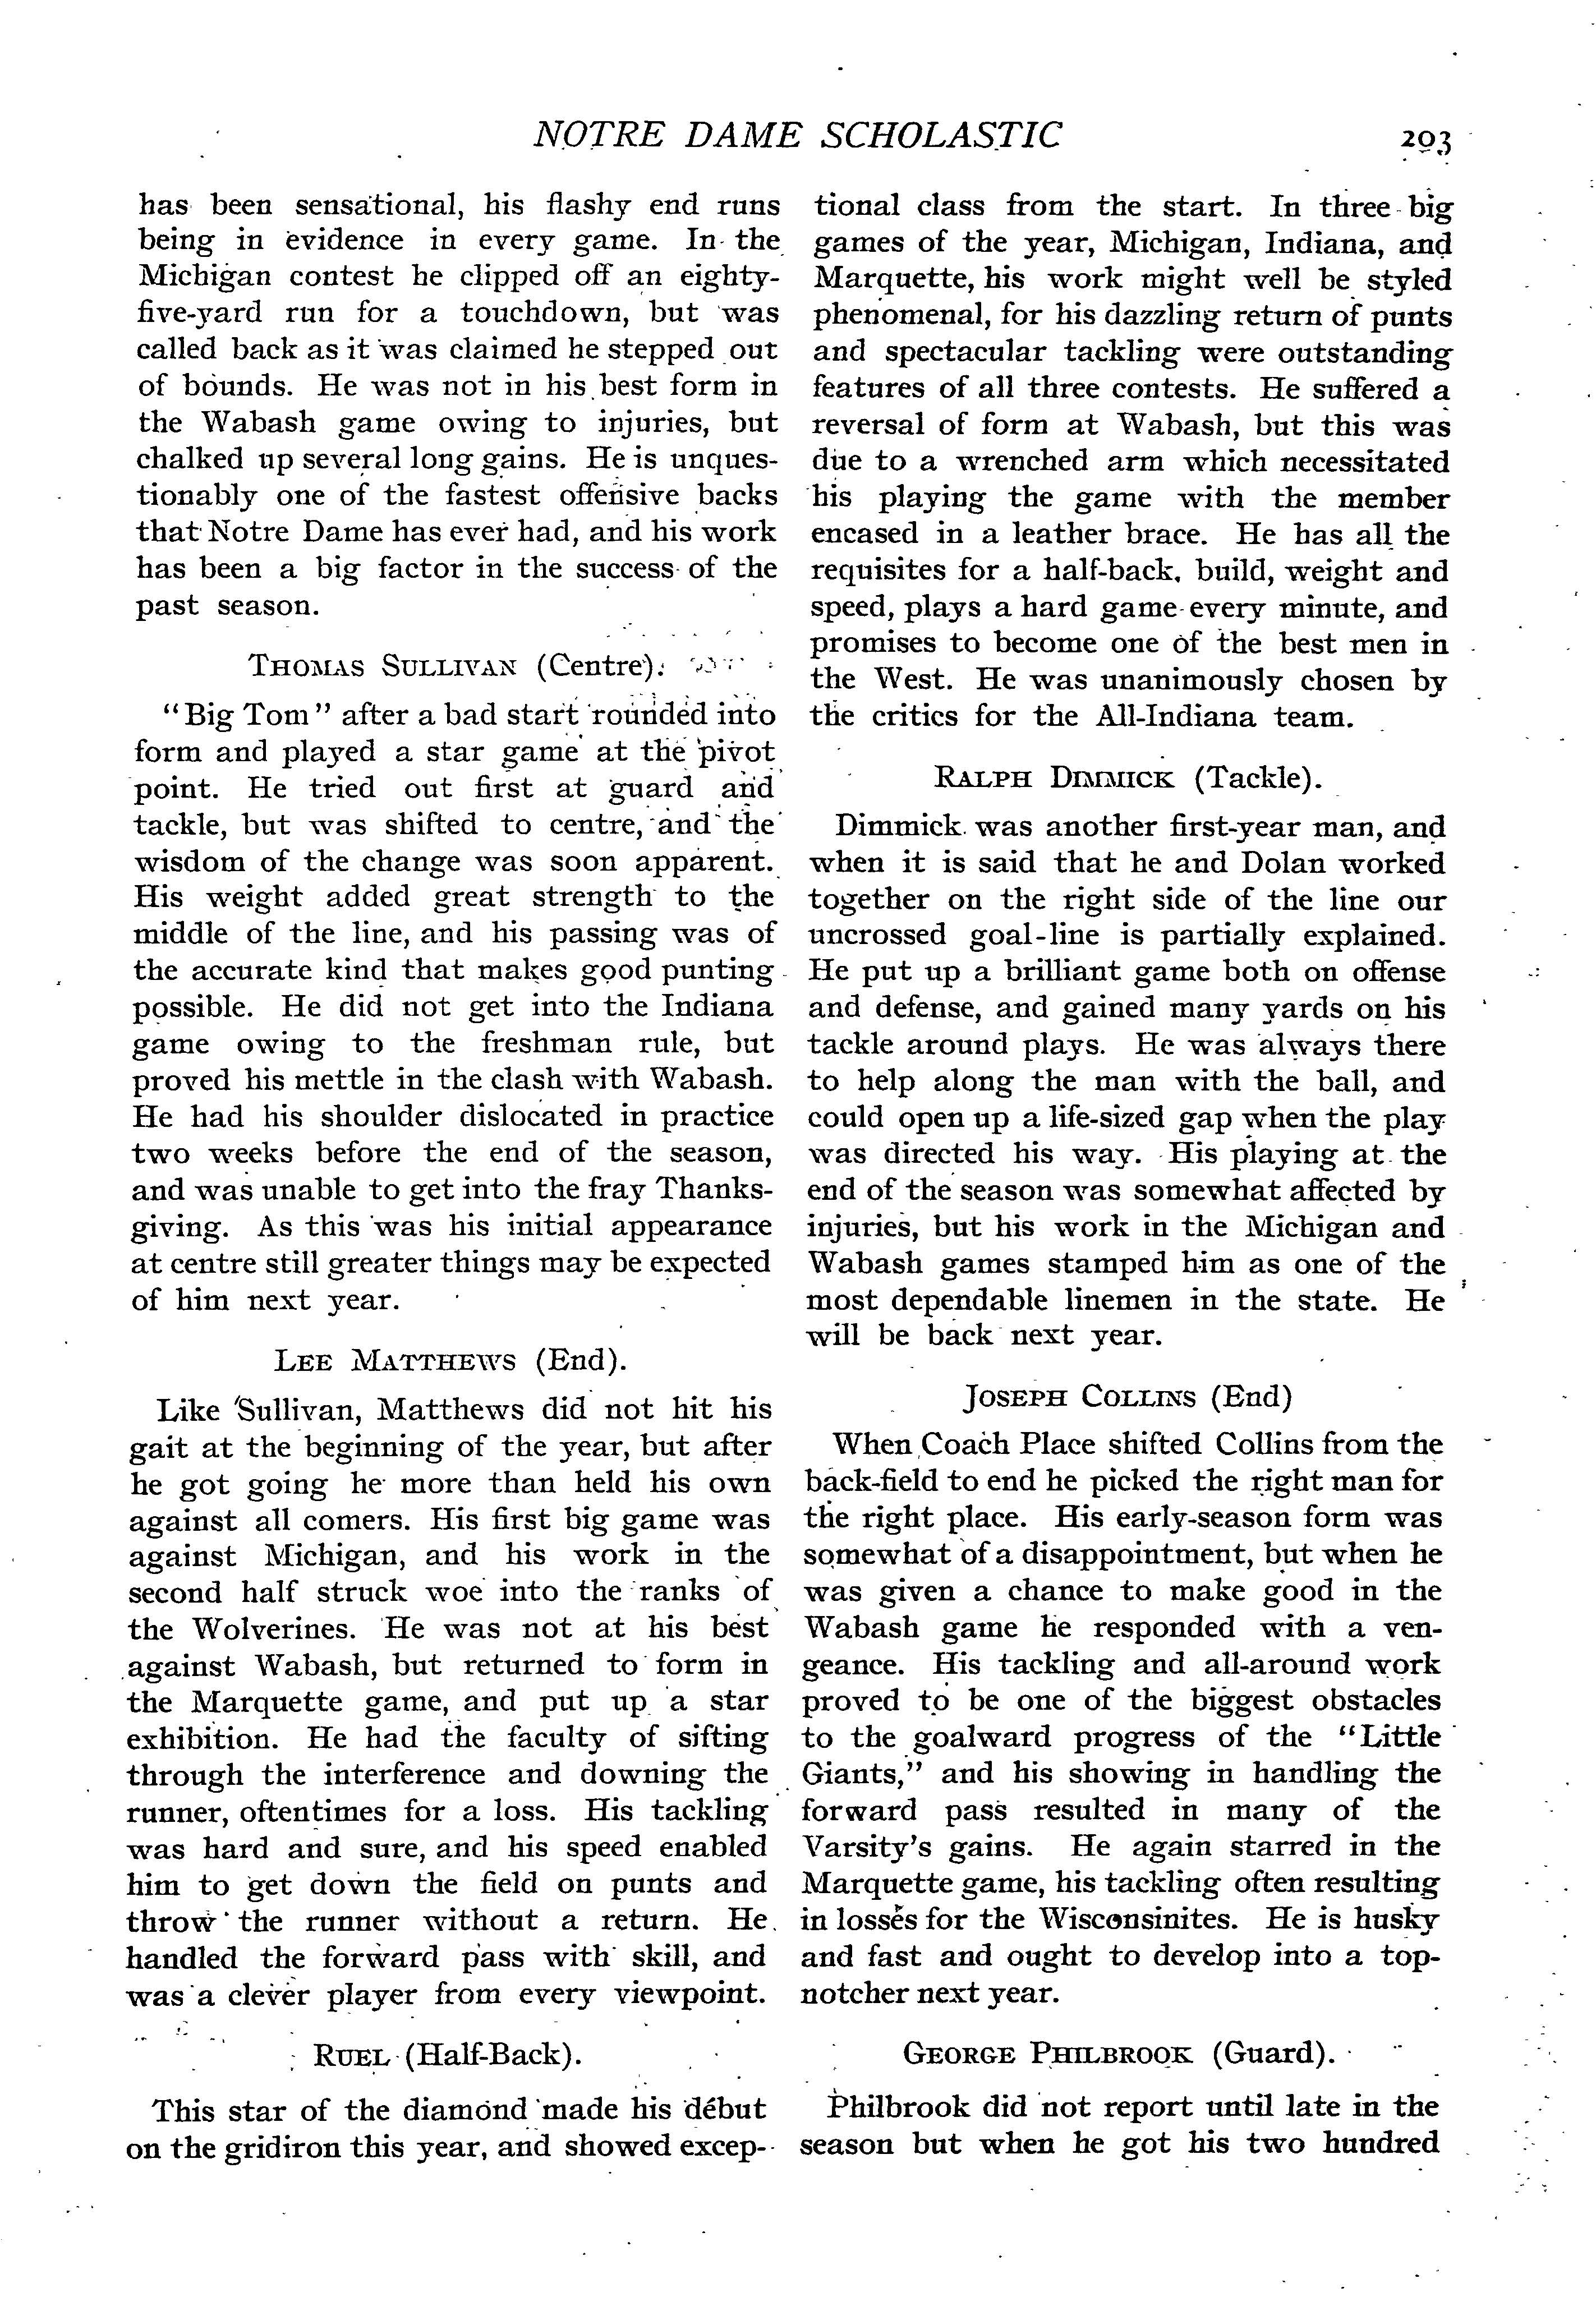 NOTRE DAME SCHOLASTIC 203
has been sensational, his flashy end runs
being in evidence in every game. In the
Michigan contest he clipped off an eighty-
five-yard run for a touchdown, but was
called back as it was claimed he stepped out
of bounds. He was not in his best form in
the Wabash game owing to injuries, but
chalked up several long gains. He is unques-
tionably one of the fastest offensive backs
that Notre Dame has ever had, and his work
has been a big factor in the success of the
past season.
THOMAS SULLIVAN (Centre).
"Big Tom" after a bad start rounded into
form and played a star game at the pivot
point. He tried out first at guard and
tackle, but was shifted to centre, and the
wisdom of the change was soon apparent.
His weight added great strength to the
middle of the line, and his passing was of
the accurate kind that makes good punting
possible. He did not get into the Indiana
game owing to the freshman rule, but
proved his mettle in the clash with Wabash.
He had his shoulder dislocated in practice
two weeks before the end of the season,
and was unable to get into the fray Thanks-
giving. As this was his initial appearance
at centre still greater things may be expected
of him next year.
LEE MATTHEWS (End).
Like Sullivan, Matthews did not hit his
gait at the beginning of the year, but after
he got going he more than held his own
against all comers. His first big game was
against Michigan, and his work in the
second half struck woe into the ranks of
the Wolverines. He was not at his best
against Wabash, but returned to form in
the Marquette game, and put up a star
exhibition. He had the faculty of sifting
through the interference and downing the
runner, oftentimes for a loss. His tackling
was hard and sure, and his speed enabled
him to get down the field on punts and
throw the runner without a return. He
handled the forward pass with skill, and
was a clever player from every viewpoint.
RUEL (Half-Back).
This star of the diamond made his début
on the gridiron this year, and showed excep-
tional class from the start. In three big
games of the year, Michigan, Indiana, and
Marquette, his work might well be styled
phenomenal, for his dazzling return of punts
and spectacular tackling were outstanding
features of all three contests. He suffered a
reversal of form at Wabash, but this was
due to a wrenched arm which necessitated
his playing the game with the member
encased in a leather brace. He has all the
requisites for a half-back, build, weight and
speed, plays a hard game every minute, and
promises to become one of the best men in
the West. He was unanimously chosen by
the critics for the All-Indiana team.
RALPH DIMMICK (Tackle).
Dimmick was another first-year man, and
when it is said that he and Dolan worked
together on the right side of the line our
uncrossed goal-line is partially explained.
He put up a brilliant game both on offense
and defense, and gained many yards on his
tackle around plays. He was always there
to help along the man with the ball, and
could open up a life-sized gap when the play
was directed his way. His playing at the
end of the season was somewhat affected by
injuries, but his work in the Michigan and
Wabash games stamped him as one of the
most dependable linemen in the state. He
will be back next year.
JOSEPH COLLINS (End)
When Coach Place shifted Collins from the
back-field to end he picked the right man for
the right place. His early-season form was
somewhat of a disappointment, but when he
was given a chance to make good in the
Wabash game he responded with a ven-
geance. His tackling and all-around work
proved to be one of the biggest obstacles
to the goalward progress of the "Little
Giants," and his showing in handling the
forward pass resulted in many of the
Varsity's gains. He again starred in the
Marquette game, his tackling often resulting
in losses for the Wisconsinites. He is husky
and fast and ought to develop into a top-
notcher next year.
GEORGE PHILBROOK (Guard).
Philbrook did not report until late in the
season but when he got his two hundred